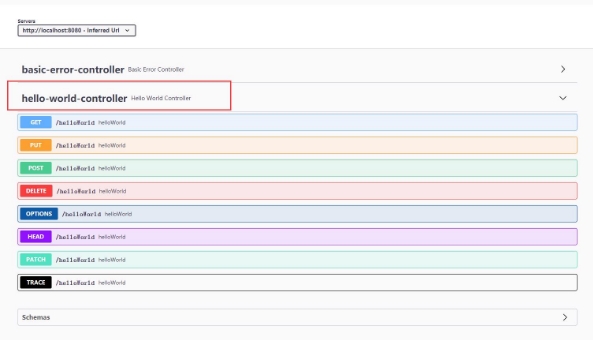 Servers
http://localhost:8080 - Inferred Url
basic-error-controller Basic Error Controller
hello-world-controller Hello World Controller
GET /helloWorld helloWorld
PUT /helloWorld helloWorld
POST /helloWorld helloWorld
DELETE /helloWorld helloWorld
OPTIONS /helloWorld helloWorld
HEAD /helloWorld helloWorld
PATCH /helloWorld helloWorld
TRACE /helloWorld helloWorld
Schemas